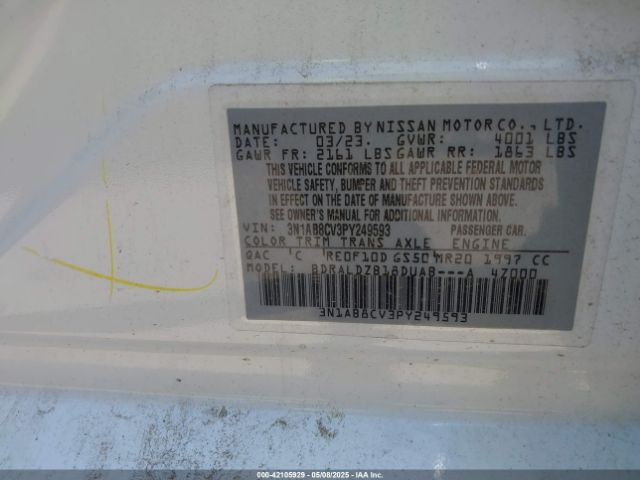 MANUFACTURED BY NISSAN MOTOR CO., LTD.
DATE: 03/23. GVWR: 4001 LBS
GAWR FR: 2161 LBS GAWR RR: 1863 LBS
THIS VEHICLE CONFORMS TO ALL APPLICABLE FEDERAL MOTOR
VEHICLE SAFETY, BUMPER AND THEFT PREVENTION STANDARDS
IN EFFECT ON THE DATE OF MANUFACTURE SHOWN ABOVE.
SEE OWNER'S MANUAL FOR ADDITIONAL INFORMATION.
VIN: 3N1AB8CV3PY249593 PASSENGER CAR.
COLOR TRIM TRANS AXLE ENGINE
QAC 'C RE0F10D GS50 MR20 1997 CC
MODEL: BDRALDZB18DUAB---A 47000
3N1AB8CV3PY249593
000-42105929 05/08/2025 IAA Inc.